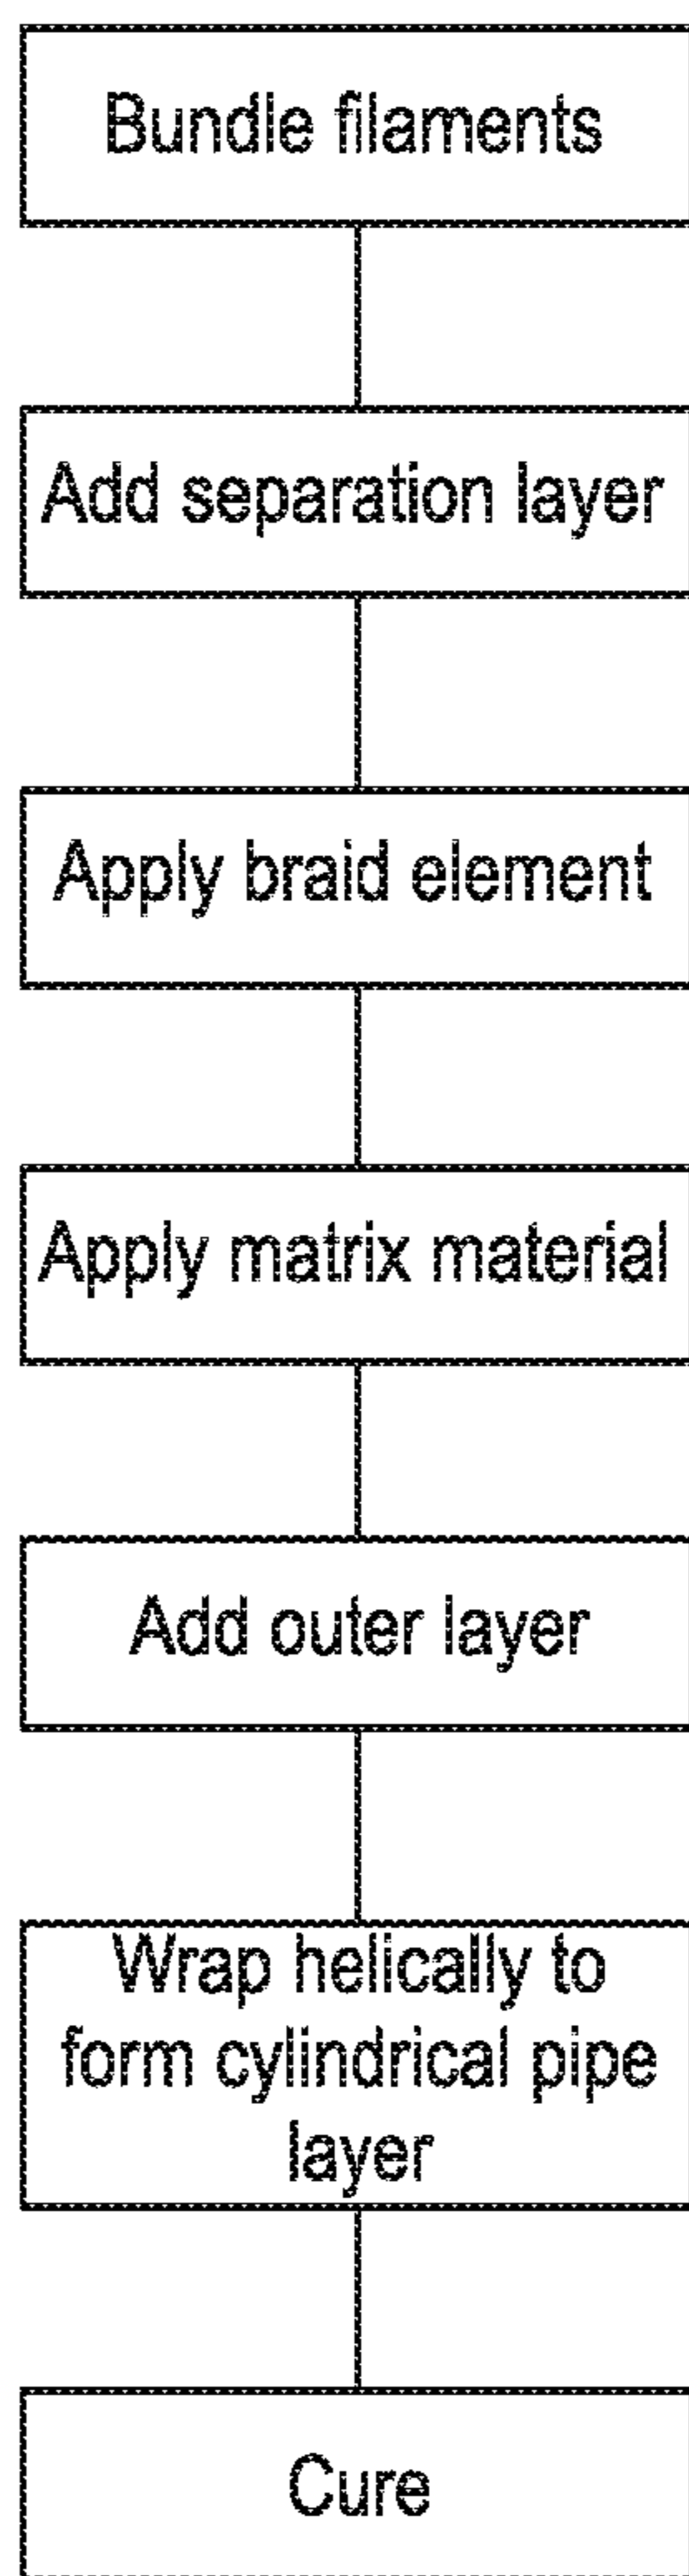 Bundle filaments
Add separation layer
Apply braid element
Apply matrix material
Add outer layer
Wrap helically to
form cylindrical pipe
layer
Cure